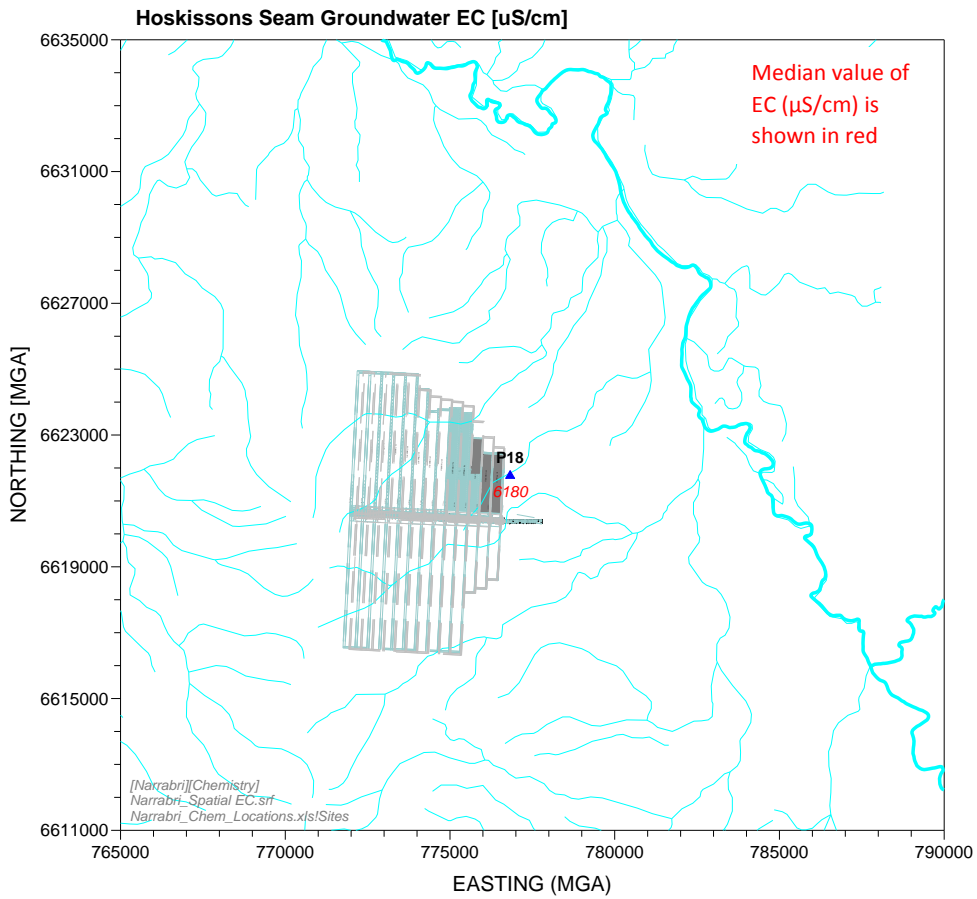 Hoskissons Seam Groundwater EC [uS/cm]
Median value of
EC (µS/cm) is
shown in red
6635000
6631000
6627000
6623000
6619000
6615000
6611000
NORTHING [MGA]
P18
6180
[Narrabri][Chemistry]
Narrabri_Spatial EC.srf
Narrabri_Chem_Locations.xls!Sites
765000 770000 775000 780000 785000 790000
EASTING (MGA)